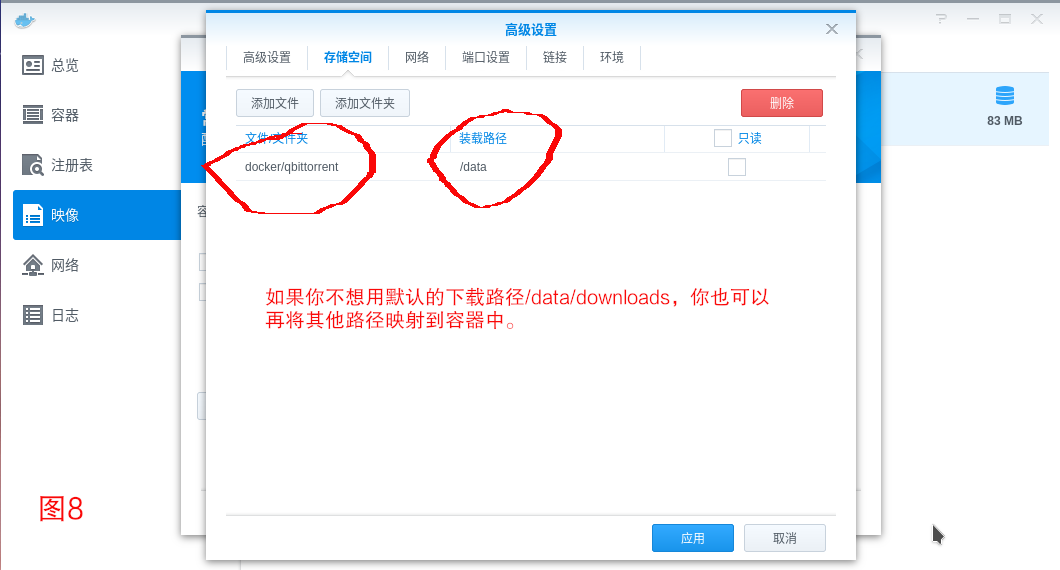 高级设置
高级设置 存储空间 网络 端口设置 链接 环境
添加文件 添加文件夹 删除
文件/文件夹 装载路径 只读
docker/qbittorrent /data
如果你不想用默认的下载路径/data/downloads，你也可以
再将其他路径映射到容器中。
应用 取消
总览
容器
注册表
映像
网络
日志
83 MB
图8